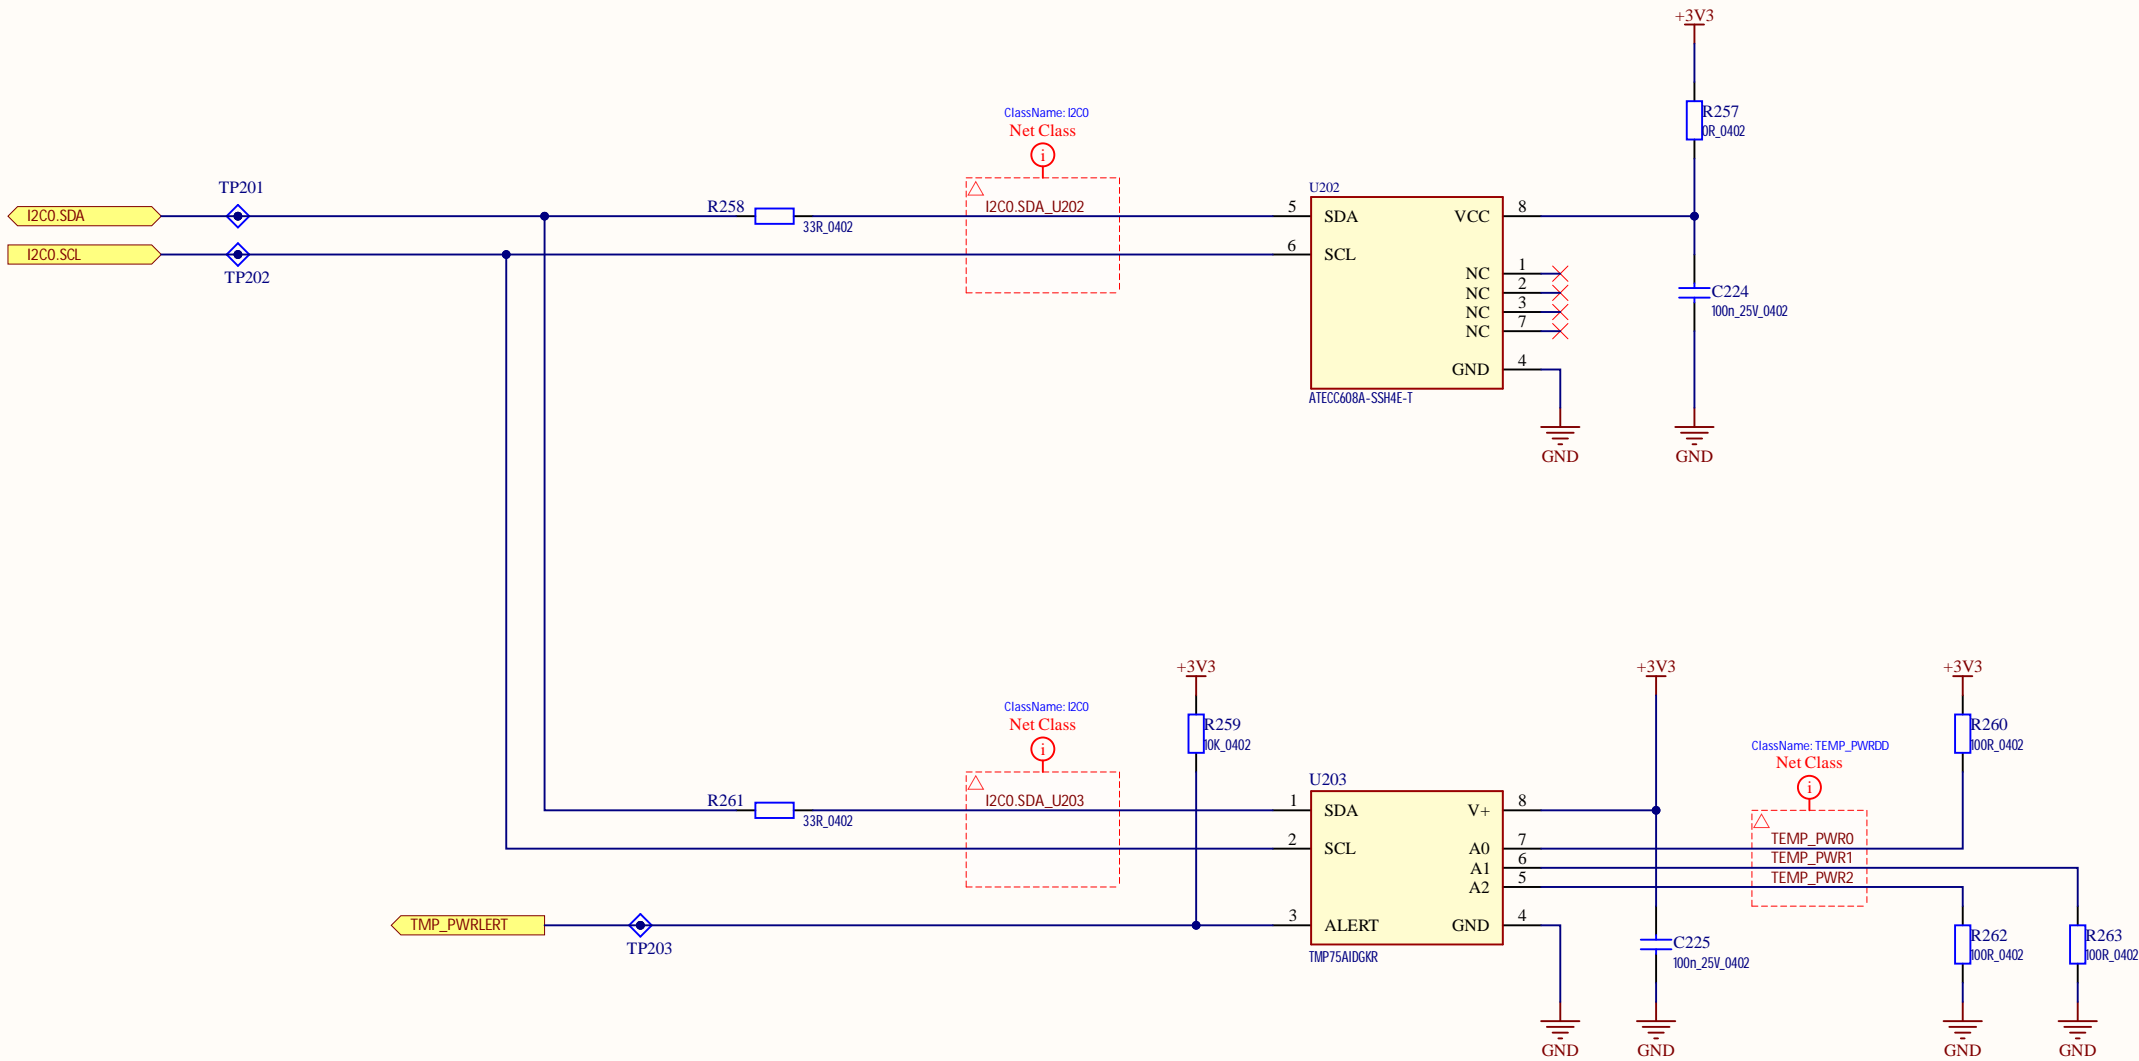 +3V3
R257
0R_0402
ClassName: I2C0
Net Class
i
TP201
I2C0.SDA
R258
33R_0402
I2C0.SDA_U202
I2C0.SCL
TP202
U202
5 SDA VCC 8
6 SCL
NC 1
NC 2
NC 3
NC 7
GND 4
ATECC608A-SSH4E-T
C224
100n_25V_0402
GND
GND
+3V3
+3V3
+3V3
ClassName: I2C0
Net Class
i
R259
10K_0402
R260
100R_0402
ClassName: TEMP_PWRDD
Net Class
i
R261
33R_0402
I2C0.SDA_U203
U203
1 SDA V+ 8
2 SCL A0 7
A1 6
A2 5
3 ALERT GND 4
TMP75AIDGKR
TEMP_PWR0
TEMP_PWR1
TEMP_PWR2
TMP_PWRLERT
TP203
C225
100n_25V_0402
R262
100R_0402
R263
100R_0402
GND
GND
GND
GND